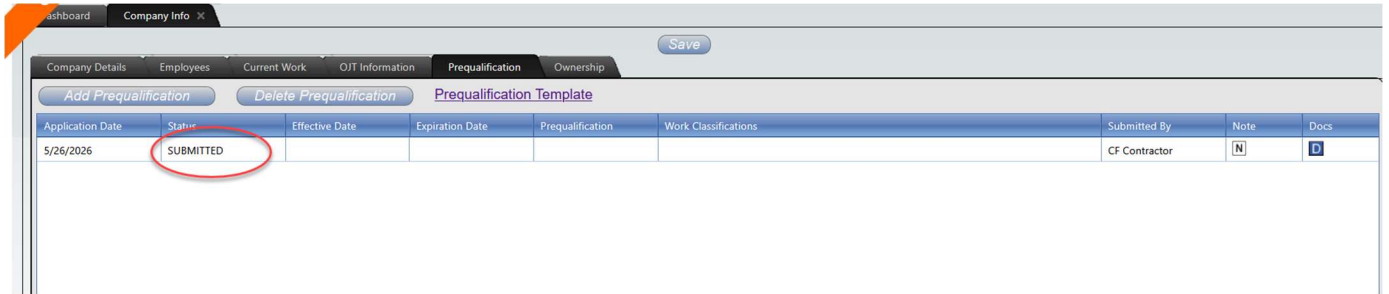 ashboard Company Info ×
Save
Company Details Employees Current Work OJT Information Prequalification Ownership
Add Prequalification Delete Prequalification Prequalification Template
Application Date Status Effective Date Expiration Date Prequalification Work Classifications Submitted By Note Docs
5/26/2026 SUBMITTED CF Contractor N D